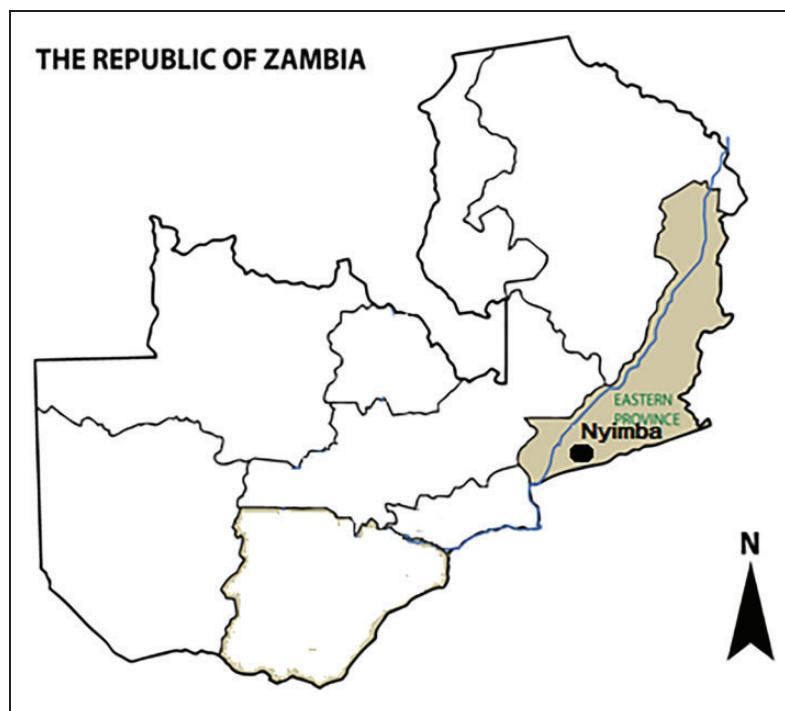 THE REPUBLIC OF ZAMBIA
EASTERN
PROVINCE
Nyimba
N